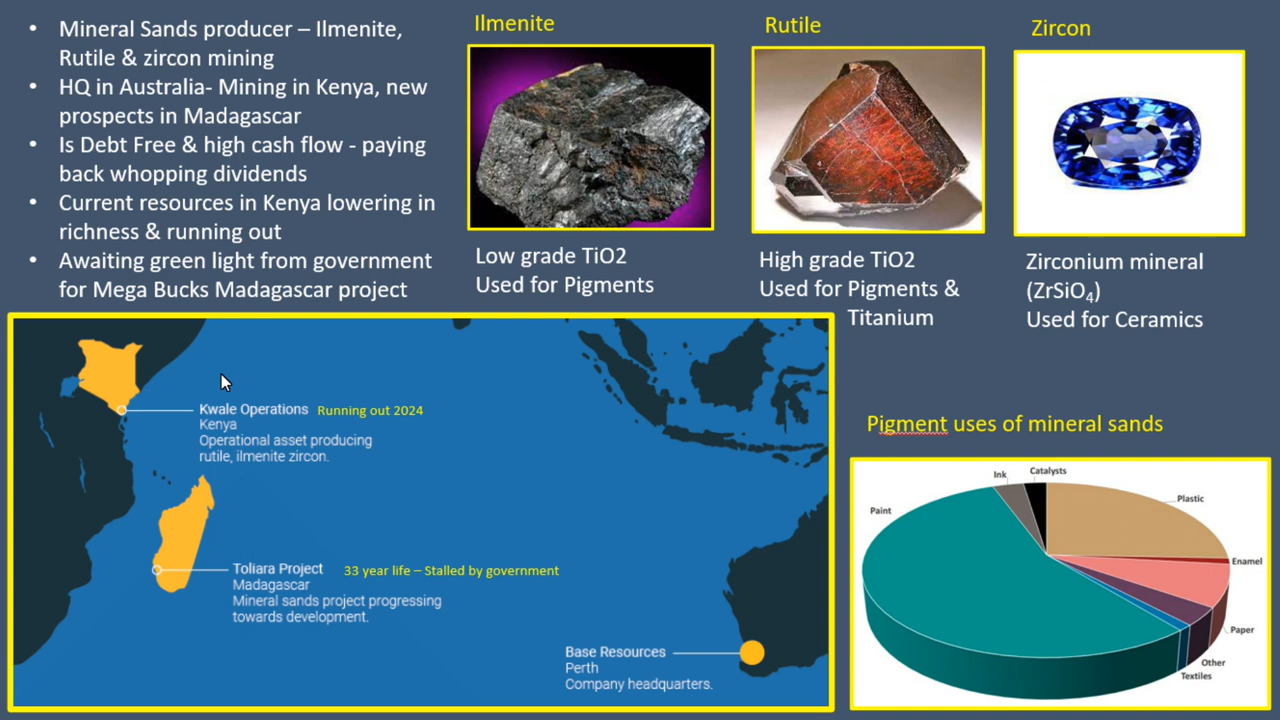 • Mineral Sands producer – Ilmenite,
Rutile & zircon mining
• HQ in Australia- Mining in Kenya, new
prospects in Madagascar
• Is Debt Free & high cash flow - paying
back whopping dividends
• Current resources in Kenya lowering in
richness & running out
• Awaiting green light from government
for Mega Bucks Madagascar project
Ilmenite
Low grade TiO2
Used for Pigments
Rutile
High grade TiO2
Used for Pigments &
Titanium
Zircon
Zirconium mineral
(ZrSiO₄)
Used for Ceramics
Kwale Operations Running out 2024
Kenya
Operational asset producing
rutile, ilmenite zircon.
Toliara Project 33 year life – Stalled by government
Madagascar
Mineral sands project progressing
towards development.
Base Resources
Perth
Company headquarters.
Pigment uses of mineral sands
Ink
Catalysts
Plastic
Paint
Enamel
Paper
Other
Textiles